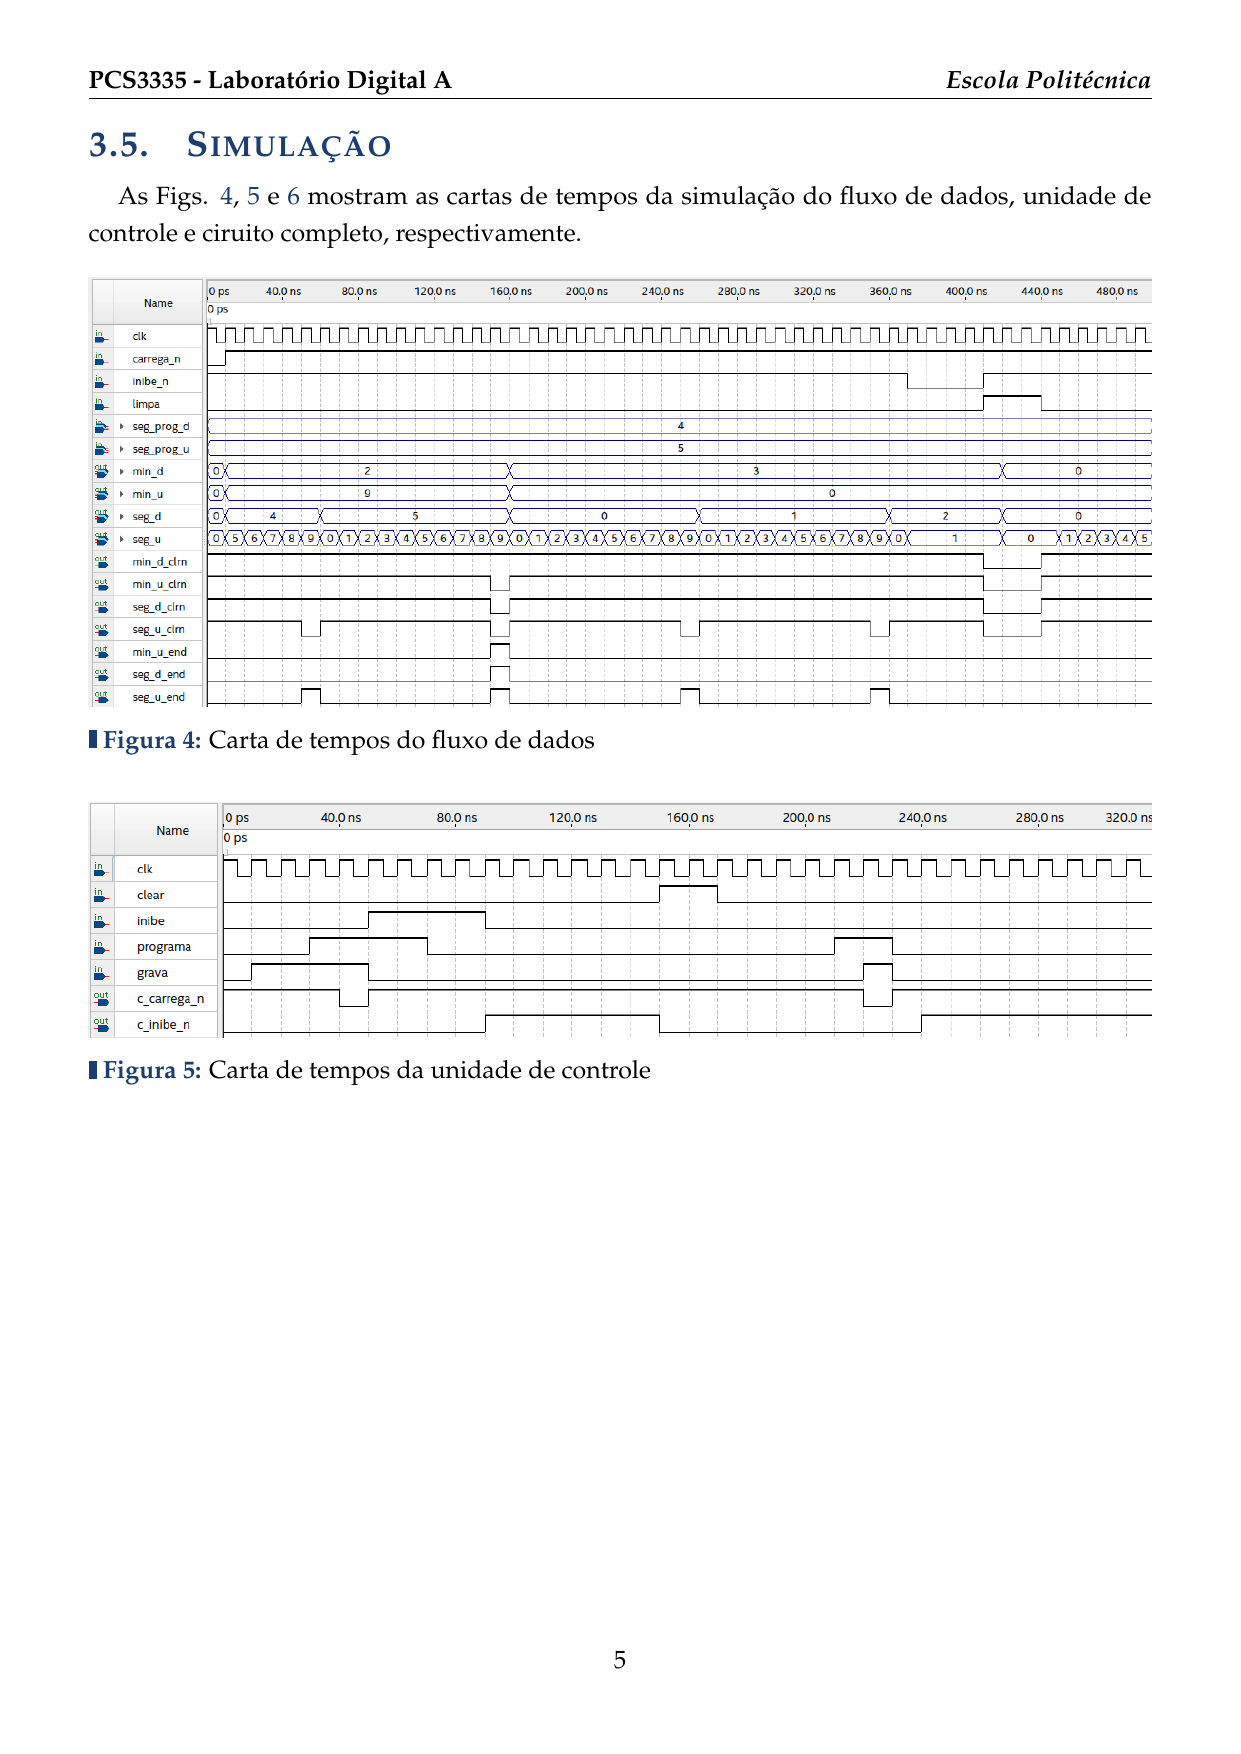 PCS3335 - Laboratório Digital A Escola Politécnica
3.5. SIMULAÇÃO
As Figs. 4, 5 e 6 mostram as cartas de tempos da simulação do fluxo de dados, unidade de
controle e ciruito completo, respectivamente.
Name 0 ps 40.0 ns 80.0 ns 120.0 ns 160.0 ns 200.0 ns 240.0 ns 280.0 ns 320.0 ns 360.0 ns 400.0 ns 440.0 ns 480.0 ns
0 ps
in clk
in carrega_n
in inibe_n
in limpa
in seg_prog_d 4
in seg_prog_u 5
out min_d 0 2 3 0
out min_u 0 9 0
out seg_d 0 4 5 0 1 2 0
out seg_u 0 5 6 7 8 9 0 1 2 3 4 5 6 7 8 9 0 1 2 3 4 5 6 7 8 9 0 1 2 3 4 5 6 7 8 9 0 1 0 1 2 3 4 5
out min_d_clrn
out min_u_clrn
out seg_d_clrn
out seg_u_clrn
out min_u_end
out seg_d_end
out seg_u_end
Figura 4: Carta de tempos do fluxo de dados
Name 0 ps 40.0 ns 80.0 ns 120.0 ns 160.0 ns 200.0 ns 240.0 ns 280.0 ns 320.0 ns
0 ps
in clk
in clear
in inibe
in programa
in grava
out c_carrega_n
out c_inibe_n
Figura 5: Carta de tempos da unidade de controle
5